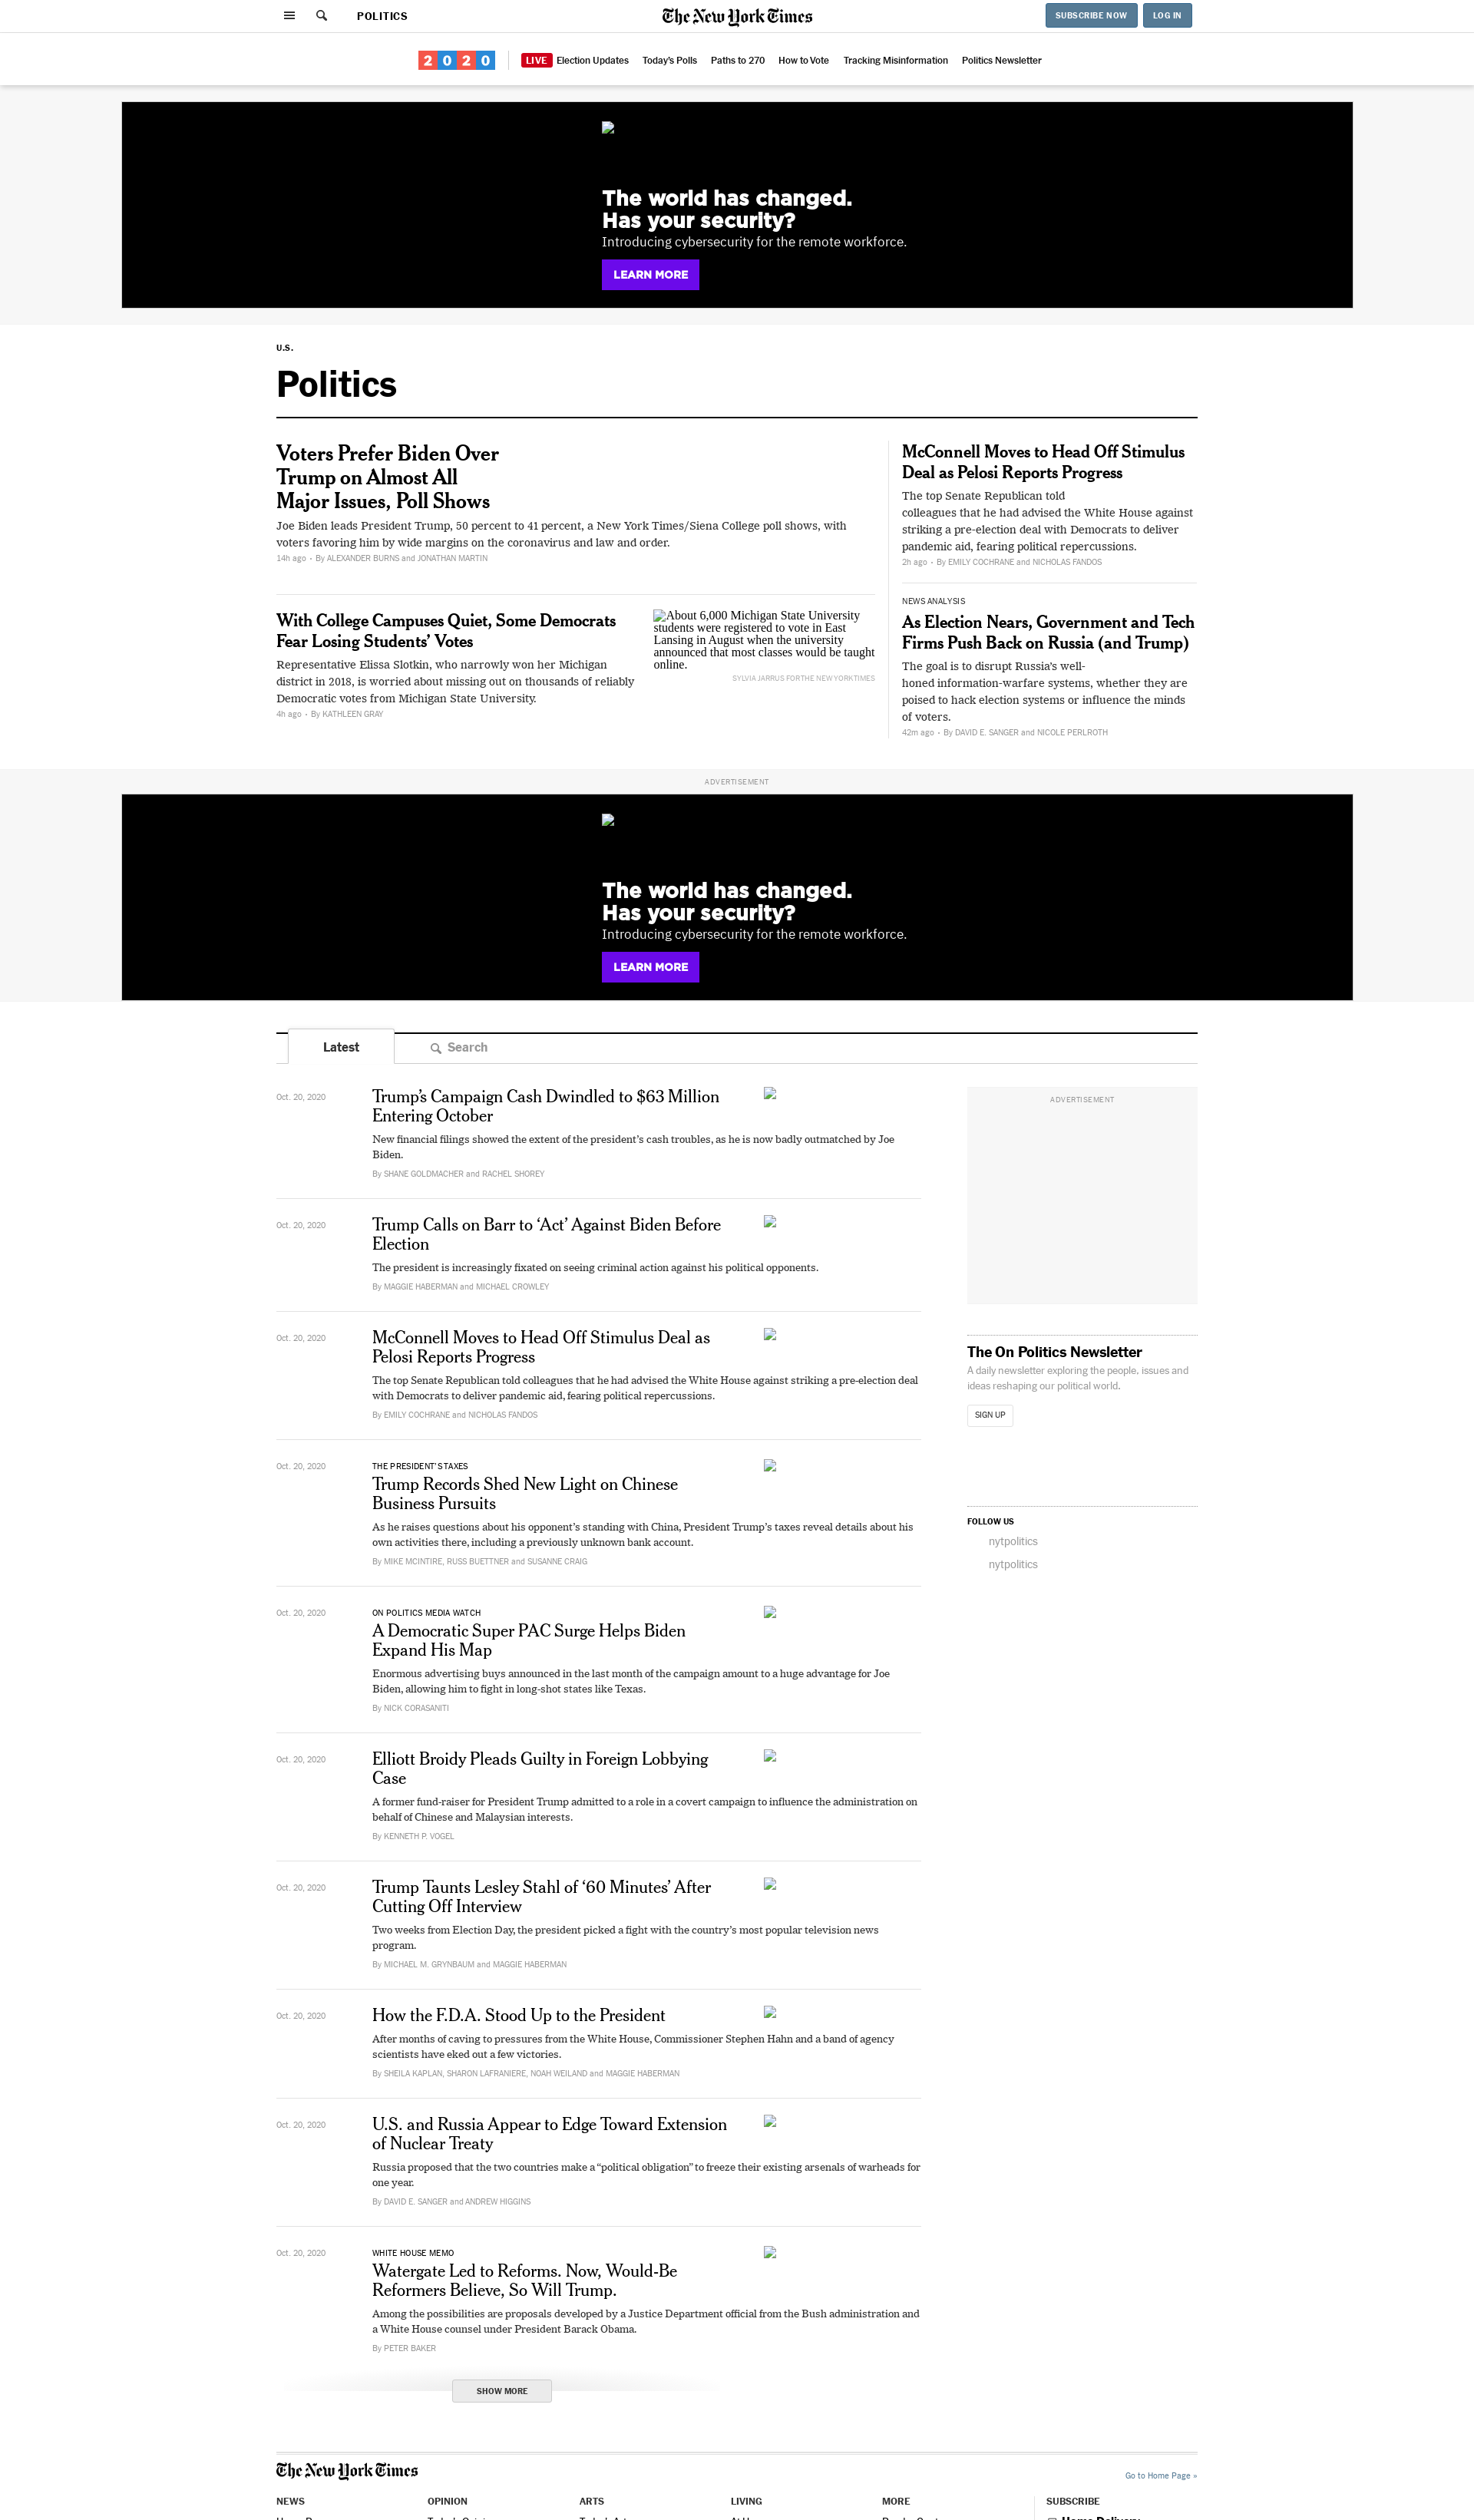 POLITICS
The New York Times
SUBSCRIBE NOW
LOG IN
2020
LIVE Election Updates
Today's Polls
Paths to 270
How to Vote
Tracking Misinformation
Politics Newsletter
The world has changed.
Has your security?
Introducing cybersecurity for the remote workforce.
LEARN MORE
U.S.
Politics
Voters Prefer Biden Over
Trump on Almost All
Major Issues, Poll Shows
Joe Biden leads President Trump, 50 percent to 41 percent, a New York Times/Siena College poll shows, with
voters favoring him by wide margins on the coronavirus and law and order.
14h ago • By ALEXANDER BURNS and JONATHAN MARTIN
With College Campuses Quiet, Some Democrats
Fear Losing Students’ Votes
Representative Elissa Slotkin, who narrowly won her Michigan
district in 2018, is worried about missing out on thousands of reliably
Democratic votes from Michigan State University.
4h ago • By KATHLEEN GRAY
About 6,000 Michigan State University
students were registered to vote in East
Lansing in August when the university
announced that most classes would be taught
online.
SYLVIA JARRUS FOR THE NEW YORK TIMES
McConnell Moves to Head Off Stimulus
Deal as Pelosi Reports Progress
The top Senate Republican told
colleagues that he had advised the White House against
striking a pre-election deal with Democrats to deliver
pandemic aid, fearing political repercussions.
2h ago • By EMILY COCHRANE and NICHOLAS FANDOS
NEWS ANALYSIS
As Election Nears, Government and Tech
Firms Push Back on Russia (and Trump)
The goal is to disrupt Russia’s well-
honed information-warfare systems, whether they are
poised to hack election systems or influence the minds
of voters.
42m ago • By DAVID E. SANGER and NICOLE PERLROTH
ADVERTISEMENT
The world has changed.
Has your security?
Introducing cybersecurity for the remote workforce.
LEARN MORE
Latest
Search
Oct. 20, 2020
Trump’s Campaign Cash Dwindled to $63 Million
Entering October
New financial filings showed the extent of the president’s cash troubles, as he is now badly outmatched by Joe
Biden.
By SHANE GOLDMACHER and RACHEL SHOREY
Oct. 20, 2020
Trump Calls on Barr to ‘Act’ Against Biden Before
Election
The president is increasingly fixated on seeing criminal action against his political opponents.
By MAGGIE HABERMAN and MICHAEL CROWLEY
Oct. 20, 2020
McConnell Moves to Head Off Stimulus Deal as
Pelosi Reports Progress
The top Senate Republican told colleagues that he had advised the White House against striking a pre-election deal
with Democrats to deliver pandemic aid, fearing political repercussions.
By EMILY COCHRANE and NICHOLAS FANDOS
Oct. 20, 2020
THE PRESIDENT’S TAXES
Trump Records Shed New Light on Chinese
Business Pursuits
As he raises questions about his opponent’s standing with China, President Trump’s taxes reveal details about his
own activities there, including a previously unknown bank account.
By MIKE MCINTIRE, RUSS BUETTNER and SUSANNE CRAIG
Oct. 20, 2020
ON POLITICS MEDIA WATCH
A Democratic Super PAC Surge Helps Biden
Expand His Map
Enormous advertising buys announced in the last month of the campaign amount to a huge advantage for Joe
Biden, allowing him to fight in long-shot states like Texas.
By NICK CORASANITI
Oct. 20, 2020
Elliott Broidy Pleads Guilty in Foreign Lobbying
Case
A former fund-raiser for President Trump admitted to a role in a covert campaign to influence the administration on
behalf of Chinese and Malaysian interests.
By KENNETH P. VOGEL
Oct. 20, 2020
Trump Taunts Lesley Stahl of ‘60 Minutes’ After
Cutting Off Interview
Two weeks from Election Day, the president picked a fight with the country’s most popular television news
program.
By MICHAEL M. GRYNBAUM and MAGGIE HABERMAN
Oct. 20, 2020
How the F.D.A. Stood Up to the President
After months of caving to pressures from the White House, Commissioner Stephen Hahn and a band of agency
scientists have eked out a few victories.
By SHEILA KAPLAN, SHARON LAFRANIERE, NOAH WEILAND and MAGGIE HABERMAN
Oct. 20, 2020
U.S. and Russia Appear to Edge Toward Extension
of Nuclear Treaty
Russia proposed that the two countries make a “political obligation” to freeze their existing arsenals of warheads for
one year.
By DAVID E. SANGER and ANDREW HIGGINS
Oct. 20, 2020
WHITE HOUSE MEMO
Watergate Led to Reforms. Now, Would-Be
Reformers Believe, So Will Trump.
Among the possibilities are proposals developed by a Justice Department official from the Bush administration and
a White House counsel under President Barack Obama.
By PETER BAKER
SHOW MORE
ADVERTISEMENT
The On Politics Newsletter
A daily newsletter exploring the people, issues and
ideas reshaping our political world.
SIGN UP
FOLLOW US
nytpolitics
nytpolitics
The New York Times
Go to Home Page »
NEWS
OPINION
ARTS
LIVING
MORE
SUBSCRIBE